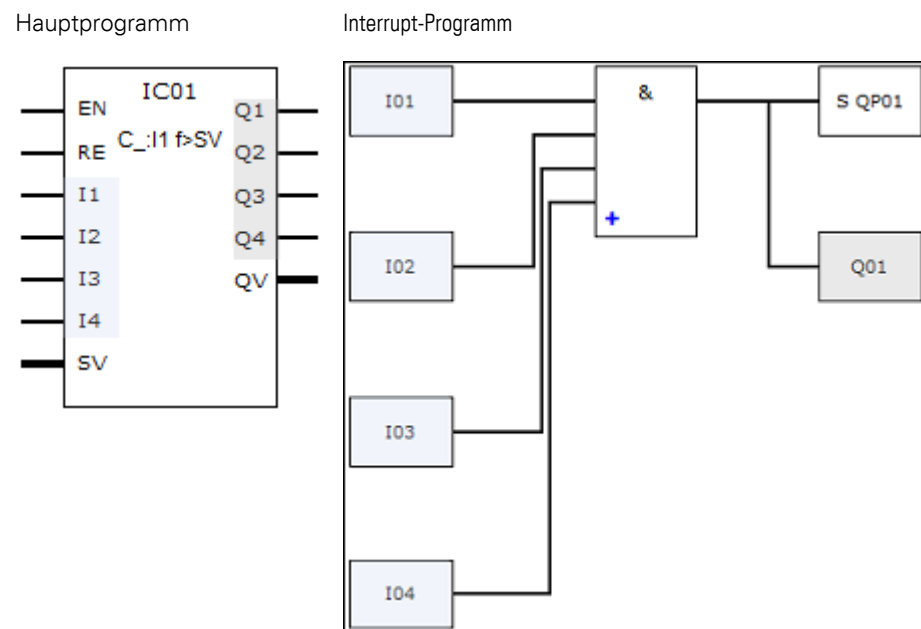 Hauptprogramm
Interrupt-Programm
IC01
C_:I1 f>SV
EN
RE
I1
I2
I3
I4
SV
Q1
Q2
Q3
Q4
QV
I01
I02
I03
I04
&
+
S QP01
Q01